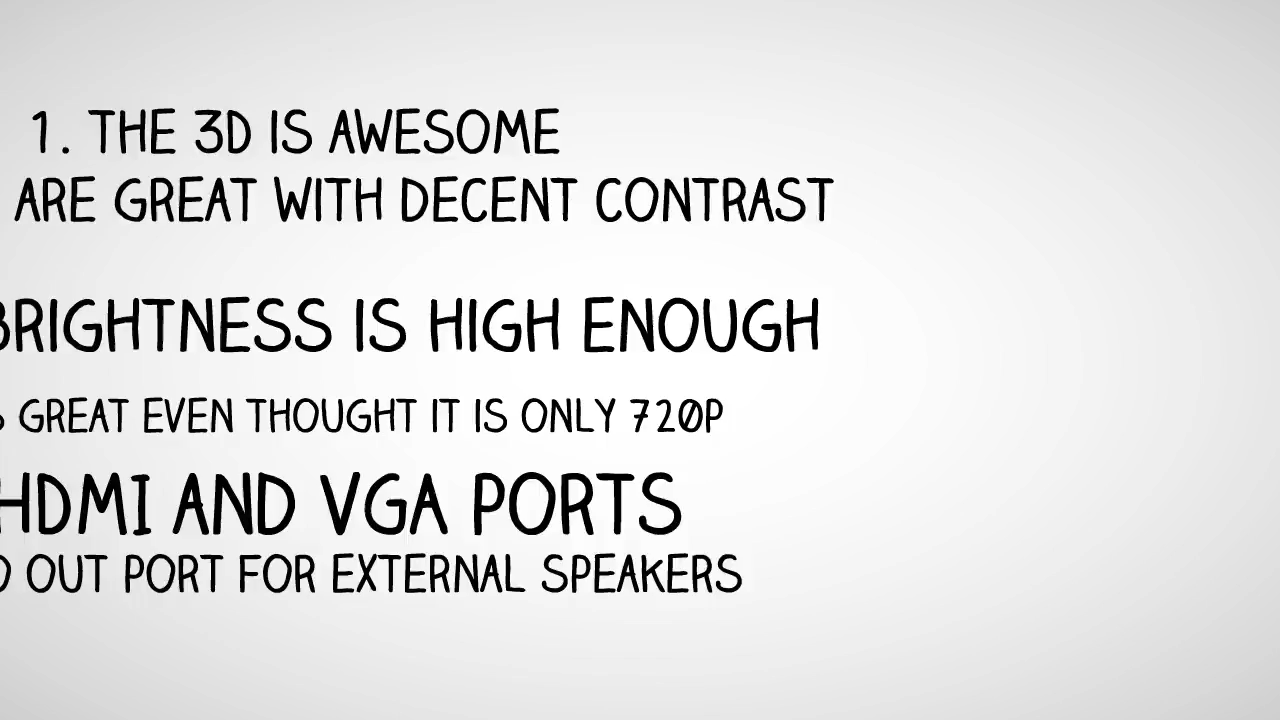 1. THE 3D IS AWESOME
ARE GREAT WITH DECENT CONTRAST
BRIGHTNESS IS HIGH ENOUGH
GREAT EVEN THOUGHT IT IS ONLY 720P
HDMI AND VGA PORTS
OUT PORT FOR EXTERNAL SPEAKERS